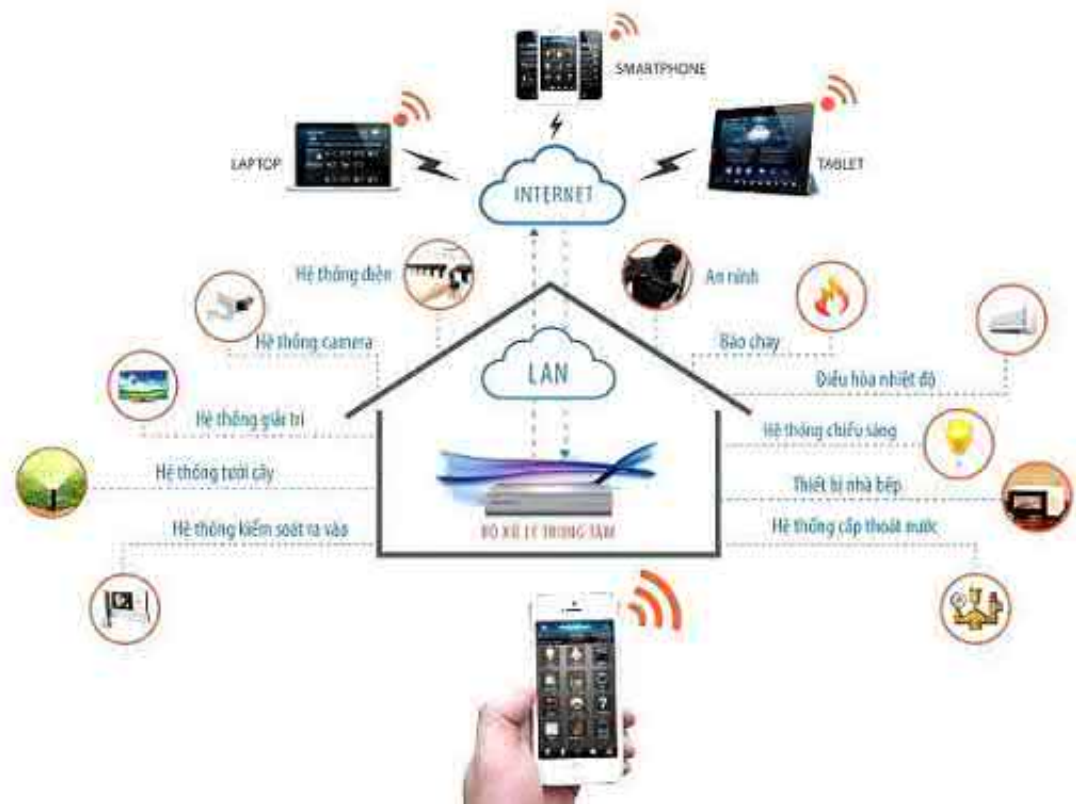 SMARTPHONE
LAPTOP
TABLET
INTERNET
Hệ thống điện
An ninh
Hệ thống camera
Báo cháy
LAN
Điều hòa nhiệt độ
Hệ thống giải trí
Hệ thống chiếu sáng
Hệ thống tưới cây
Thiết bị nhà bếp
Hệ thống kiểm soát ra vào
Hệ thống cấp thoát nước
BỘ XỬ LÝ TRUNG TÂM